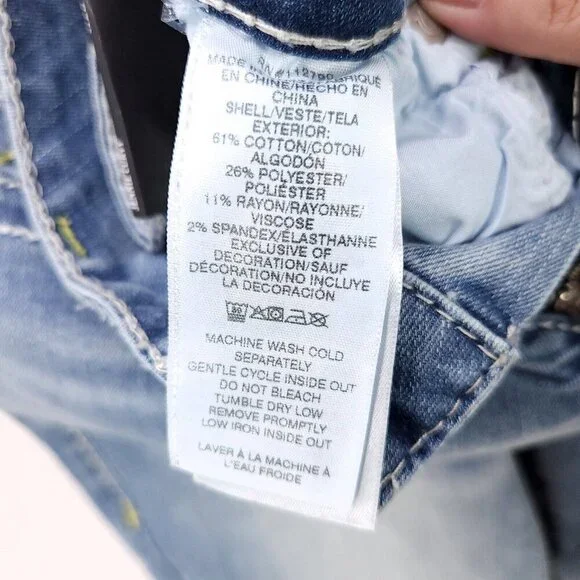 MADE IN
EN CHINE/HECHO EN
CHINA
SHELL/VESTE/TELA
EXTERIOR:
61% COTTON/COTON/
ALGODÓN
26% POLYESTER/
POLIÉSTER
11% RAYON/RAYONNE/
VISCOSE
2% SPANDEX/ÉLASTHANNE
EXCLUSIVE OF
DECORATION/SAUF
DÉCORATION/NO INCLUYE
LA DECORACIÓN
30
MACHINE WASH COLD
SEPARATELY
GENTLE CYCLE INSIDE OUT
DO NOT BLEACH
TUMBLE DRY LOW
REMOVE PROMPTLY
LOW IRON INSIDE OUT
LAVER À LA MACHINE À
L'EAU FROIDE